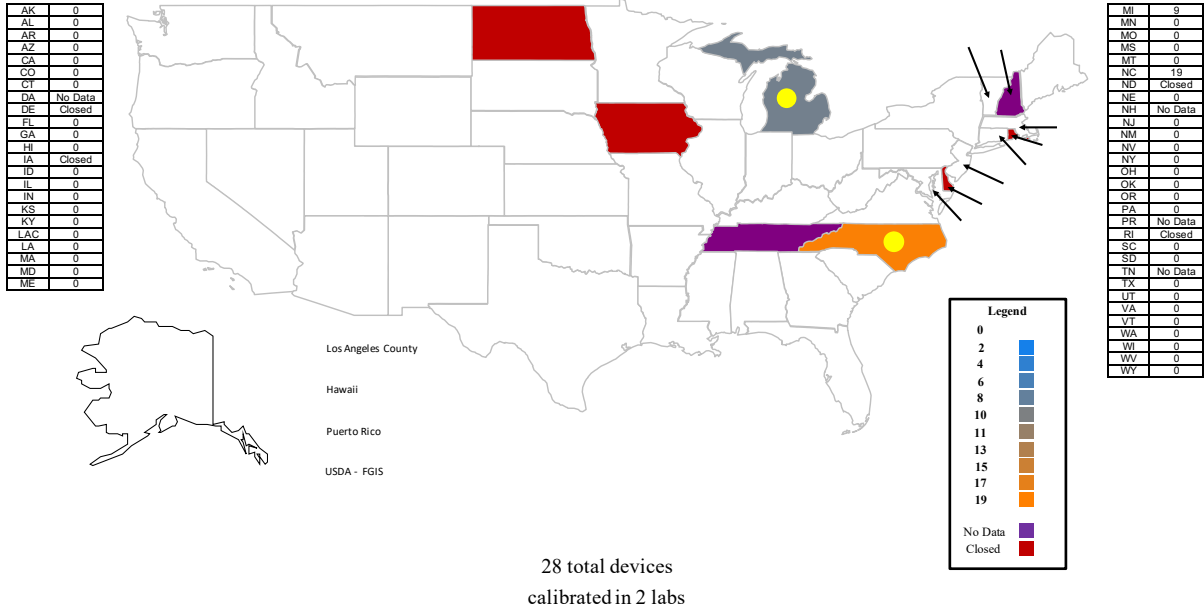 AK 0
AL 0
AR 0
AZ 0
CA 0
CO 0
CT 0
DA No Data
DE Closed
FL 0
GA 0
HI 0
IA Closed
ID 0
IL 0
IN 0
KS 0
KY 0
LAC 0
LA 0
MA 0
MD 0
ME 0
MI 9
MN 0
MO 0
MS 0
MT 0
NC 19
ND Closed
NE 0
NH No Data
NJ 0
NM 0
NV 0
NY 0
OH 0
OK 0
OR 0
PA 0
PR No Data
RI Closed
SC 0
SD 0
TN No Data
TX 0
UT 0
VA 0
VT 0
WA 0
WI 0
WV 0
WY 0
Los Angeles County
Hawaii
Puerto Rico
USDA - FGIS
Legend
0
2
4
6
8
10
11
13
15
17
19
No Data
Closed
28 total devices
calibrated in 2 labs